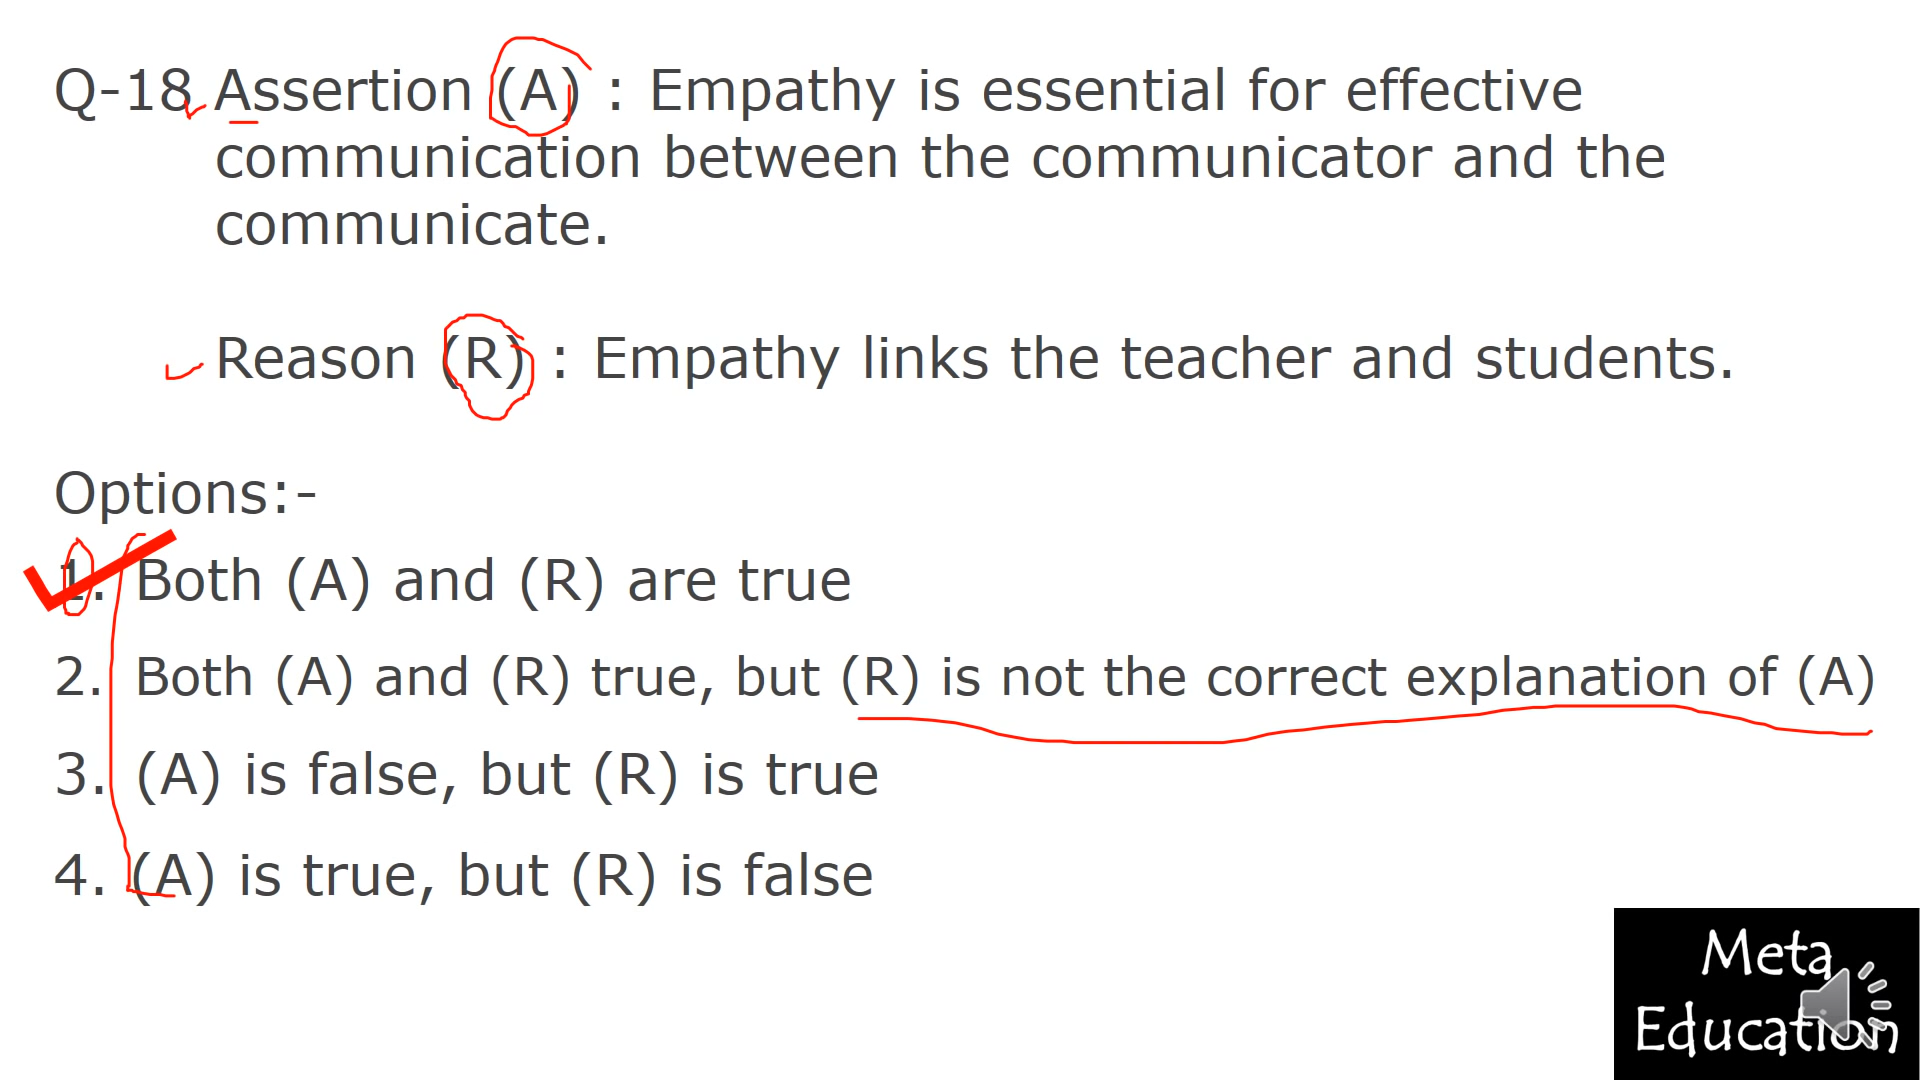 Q-18 Assertion (A) : Empathy is essential for effective
communication between the communicator and the
communicate.
Reason (R) : Empathy links the teacher and students.
Options:-
1. Both (A) and (R) are true
2. Both (A) and (R) true, but (R) is not the correct explanation of (A)
3. (A) is false, but (R) is true
4. (A) is true, but (R) is false
Meta
Education